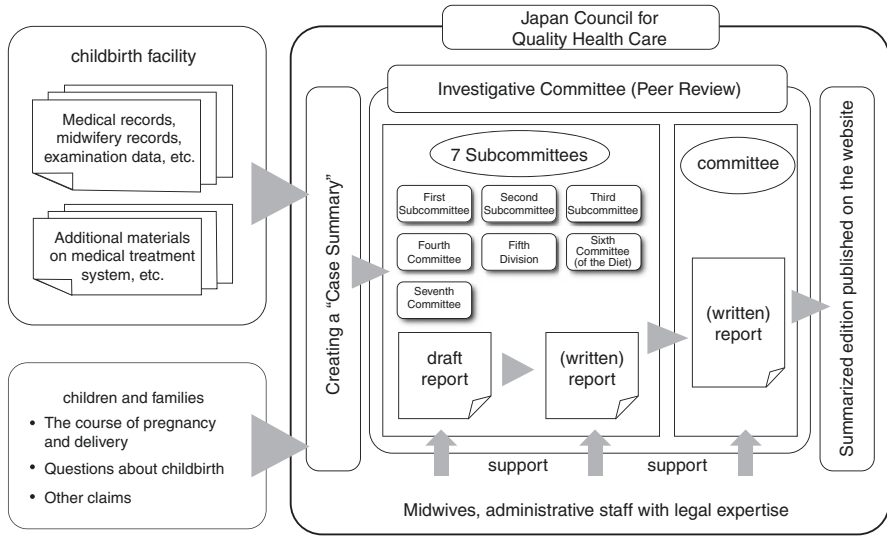 Japan Council for
Quality Health Care
childbirth facility
Medical records,
midwifery records,
examination data, etc.
Additional materials
on medical treatment
system, etc.
children and families
• The course of pregnancy
and delivery
• Questions about childbirth
• Other claims
Creating a “Case Summary”
Investigative Committee (Peer Review)
7 Subcommittees
First
Subcommittee
Second
Subcommittee
Third
Subcommittee
Fourth
Committee
Fifth
Division
Sixth
Committee
(of the Diet)
Seventh
Committee
draft
report
(written)
report
committee
(written)
report
support
support
Midwives, administrative staff with legal expertise
Summarized edition published on the website